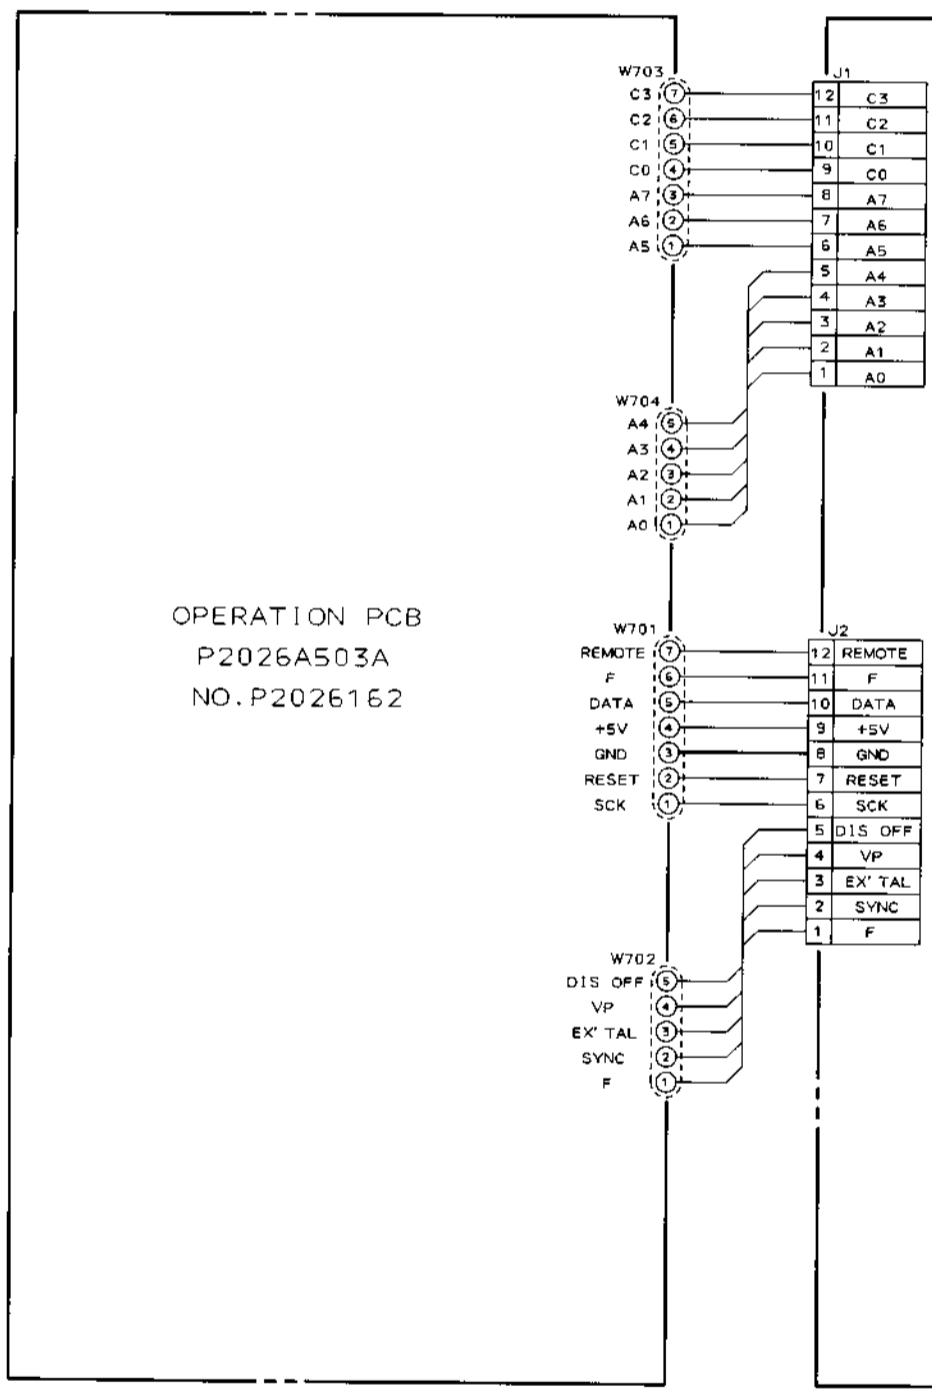 W703 J1
C3 7 12 C3
C2 6 11 C2
C1 5 10 C1
C0 4 9 C0
A7 3 8 A7
A6 2 7 A6
A5 1 6 A5
5 A4
4 A3
3 A2
2 A1
1 A0
W704
A4 5
A3 4
A2 3
A1 2
A0 1
OPERATION PCB
P2026A503A
NO.P2026162
W701 J2
REMOTE 7 12 REMOTE
F 6 11 F
DATA 5 10 DATA
+5V 4 9 +5V
GND 3 8 GND
RESET 2 7 RESET
SCK 1 6 SCK
5 DIS OFF
4 VP
3 EX'TAL
2 SYNC
1 F
W702
DIS OFF 5
VP 4
EX'TAL 3
SYNC 2
F 1